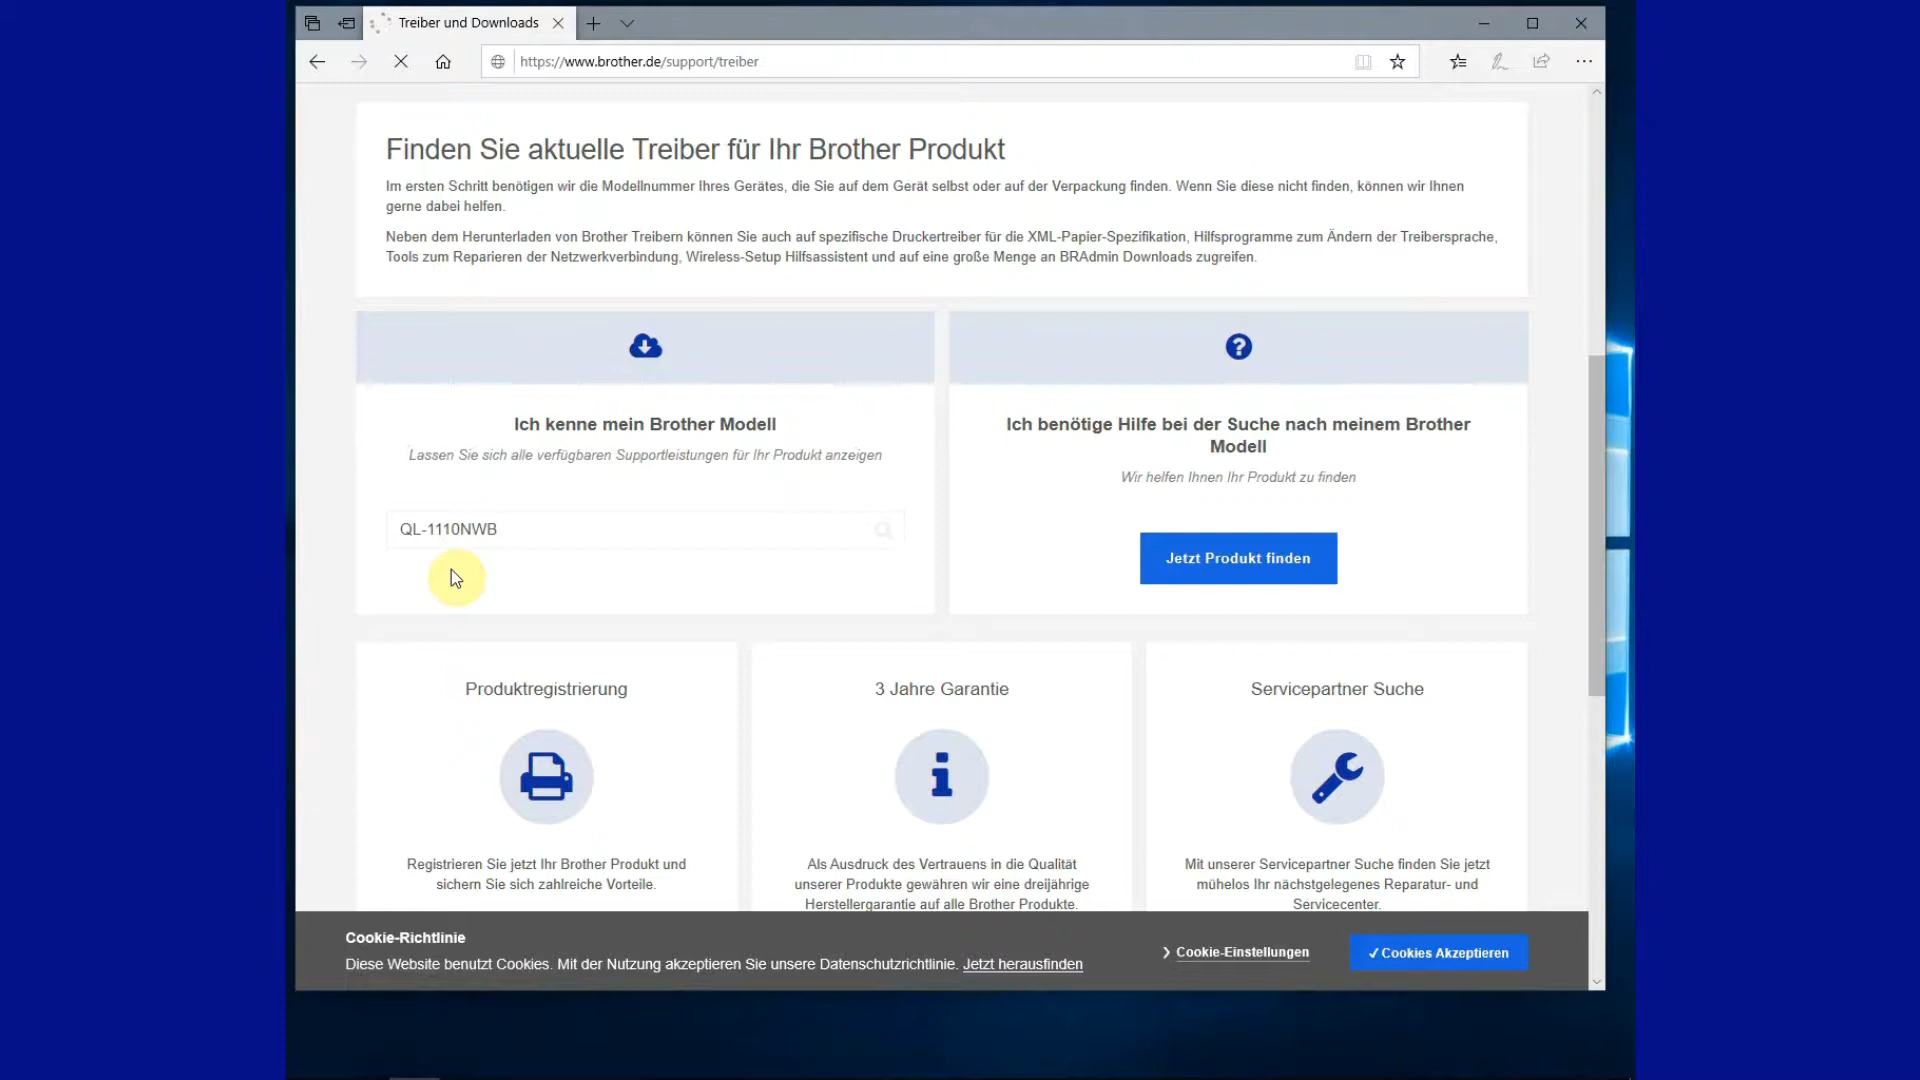 Treiber und Downloads
https://www.brother.de/support/treiber
Finden Sie aktuelle Treiber für Ihr Brother Produkt
Im ersten Schritt benötigen wir die Modellnummer Ihres Gerätes, die Sie auf dem Gerät selbst oder auf der Verpackung finden. Wenn Sie diese nicht finden, können wir Ihnen
gerne dabei helfen.
Neben dem Herunterladen von Brother Treibern können Sie auch auf spezifische Druckertreiber für die XML-Papier-Spezifikation, Hilfsprogramme zum Ändern der Treibersprache,
Tools zum Reparieren der Netzwerkverbindung, Wireless-Setup Hilfsassistent und auf eine große Menge an BRAdmin Downloads zugreifen.
Ich kenne mein Brother Modell
Lassen Sie sich alle verfügbaren Supportleistungen für Ihr Produkt anzeigen
QL-1110NWB
Ich benötige Hilfe bei der Suche nach meinem Brother
Modell
Wir helfen Ihnen Ihr Produkt zu finden
Jetzt Produkt finden
Produktregistrierung
Registrieren Sie jetzt Ihr Brother Produkt und
sichern Sie sich zahlreiche Vorteile.
3 Jahre Garantie
Als Ausdruck des Vertrauens in die Qualität
unserer Produkte gewähren wir eine dreijährige
Herstellergarantie auf alle Brother Produkte.
Servicepartner Suche
Mit unserer Servicepartner Suche finden Sie jetzt
mühelos Ihr nächstgelegenes Reparatur- und
Servicecenter.
Cookie-Richtlinie
Diese Website benutzt Cookies. Mit der Nutzung akzeptieren Sie unsere Datenschutzrichtlinie. Jetzt herausfinden
Cookie-Einstellungen
✓Cookies Akzeptieren